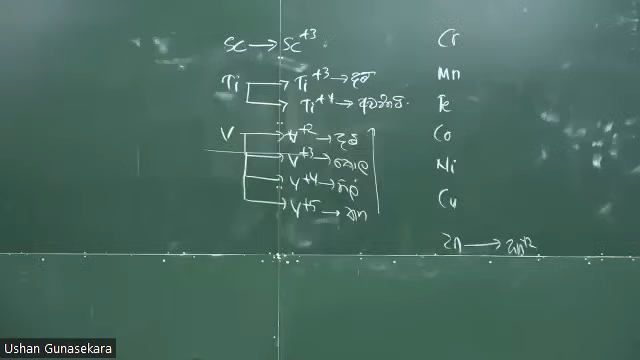 Sc → Sc+3
Ti → Ti+3 → දම්
→ Ti+4 → අවර්ණ
V → V+2 → දම්
→ V+3 → කොළ
→ V+4 → නිල්
→ V+5 → කහ
Cr
Mn
Fe
Co
Ni
Cu
Zn → Zn+2
Ushan Gunasekara